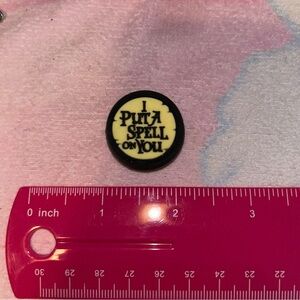 I
PUT A
SPELL
ON YOU
0 inch 1 2 3
30 29 28 27 26 25 24 23 22